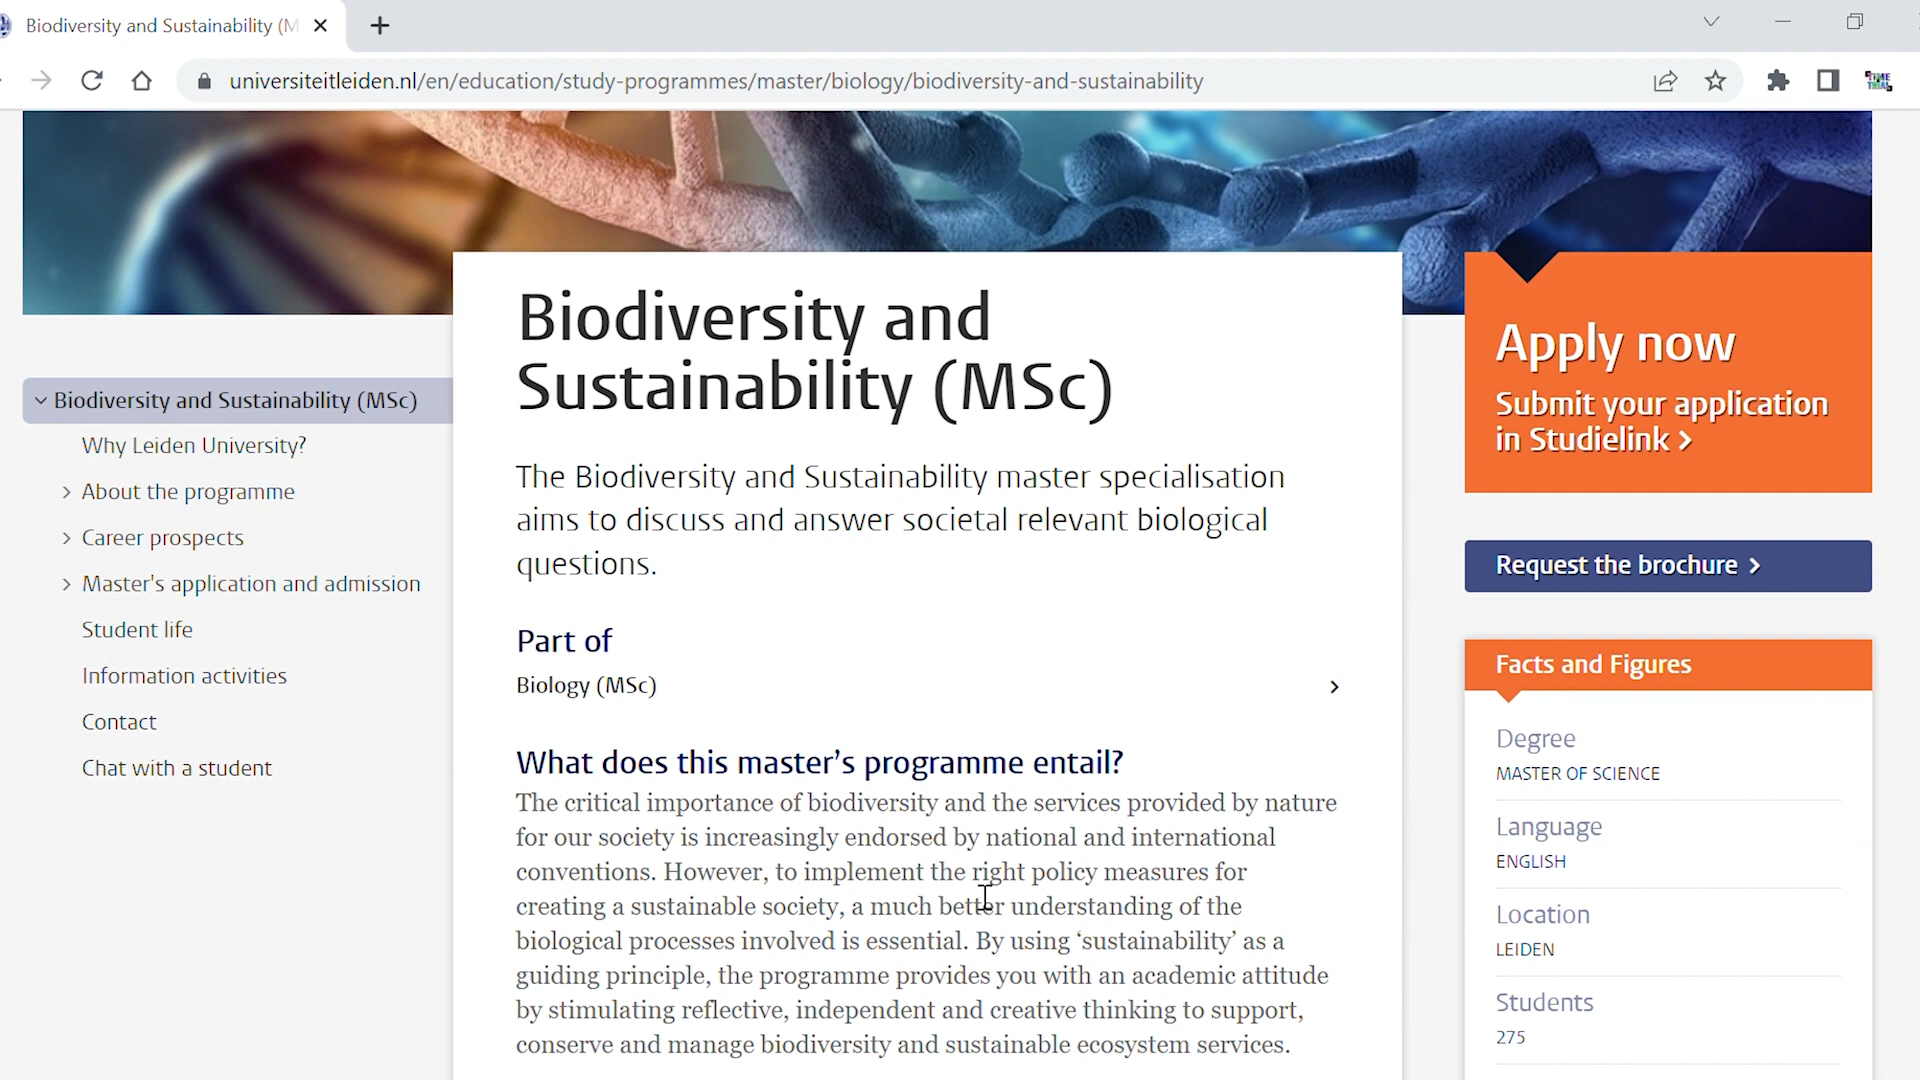 Biodiversity and Sustainability (M
universiteitleiden.nl/en/education/study-programmes/master/biology/biodiversity-and-sustainability
TIME TRIAL
Biodiversity and Sustainability (MSc)
Why Leiden University?
About the programme
Career prospects
Master's application and admission
Student life
Information activities
Contact
Chat with a student
Biodiversity and
Sustainability (MSc)
The Biodiversity and Sustainability master specialisation
aims to discuss and answer societal relevant biological
questions.
Part of
Biology (MSc)
What does this master’s programme entail?
The critical importance of biodiversity and the services provided by nature
for our society is increasingly endorsed by national and international
conventions. However, to implement the right policy measures for
creating a sustainable society, a much better understanding of the
biological processes involved is essential. By using ‘sustainability’ as a
guiding principle, the programme provides you with an academic attitude
by stimulating reflective, independent and creative thinking to support,
conserve and manage biodiversity and sustainable ecosystem services.
Apply now
Submit your application
in Studielink
Request the brochure
Facts and Figures
Degree
MASTER OF SCIENCE
Language
ENGLISH
Location
LEIDEN
Students
275